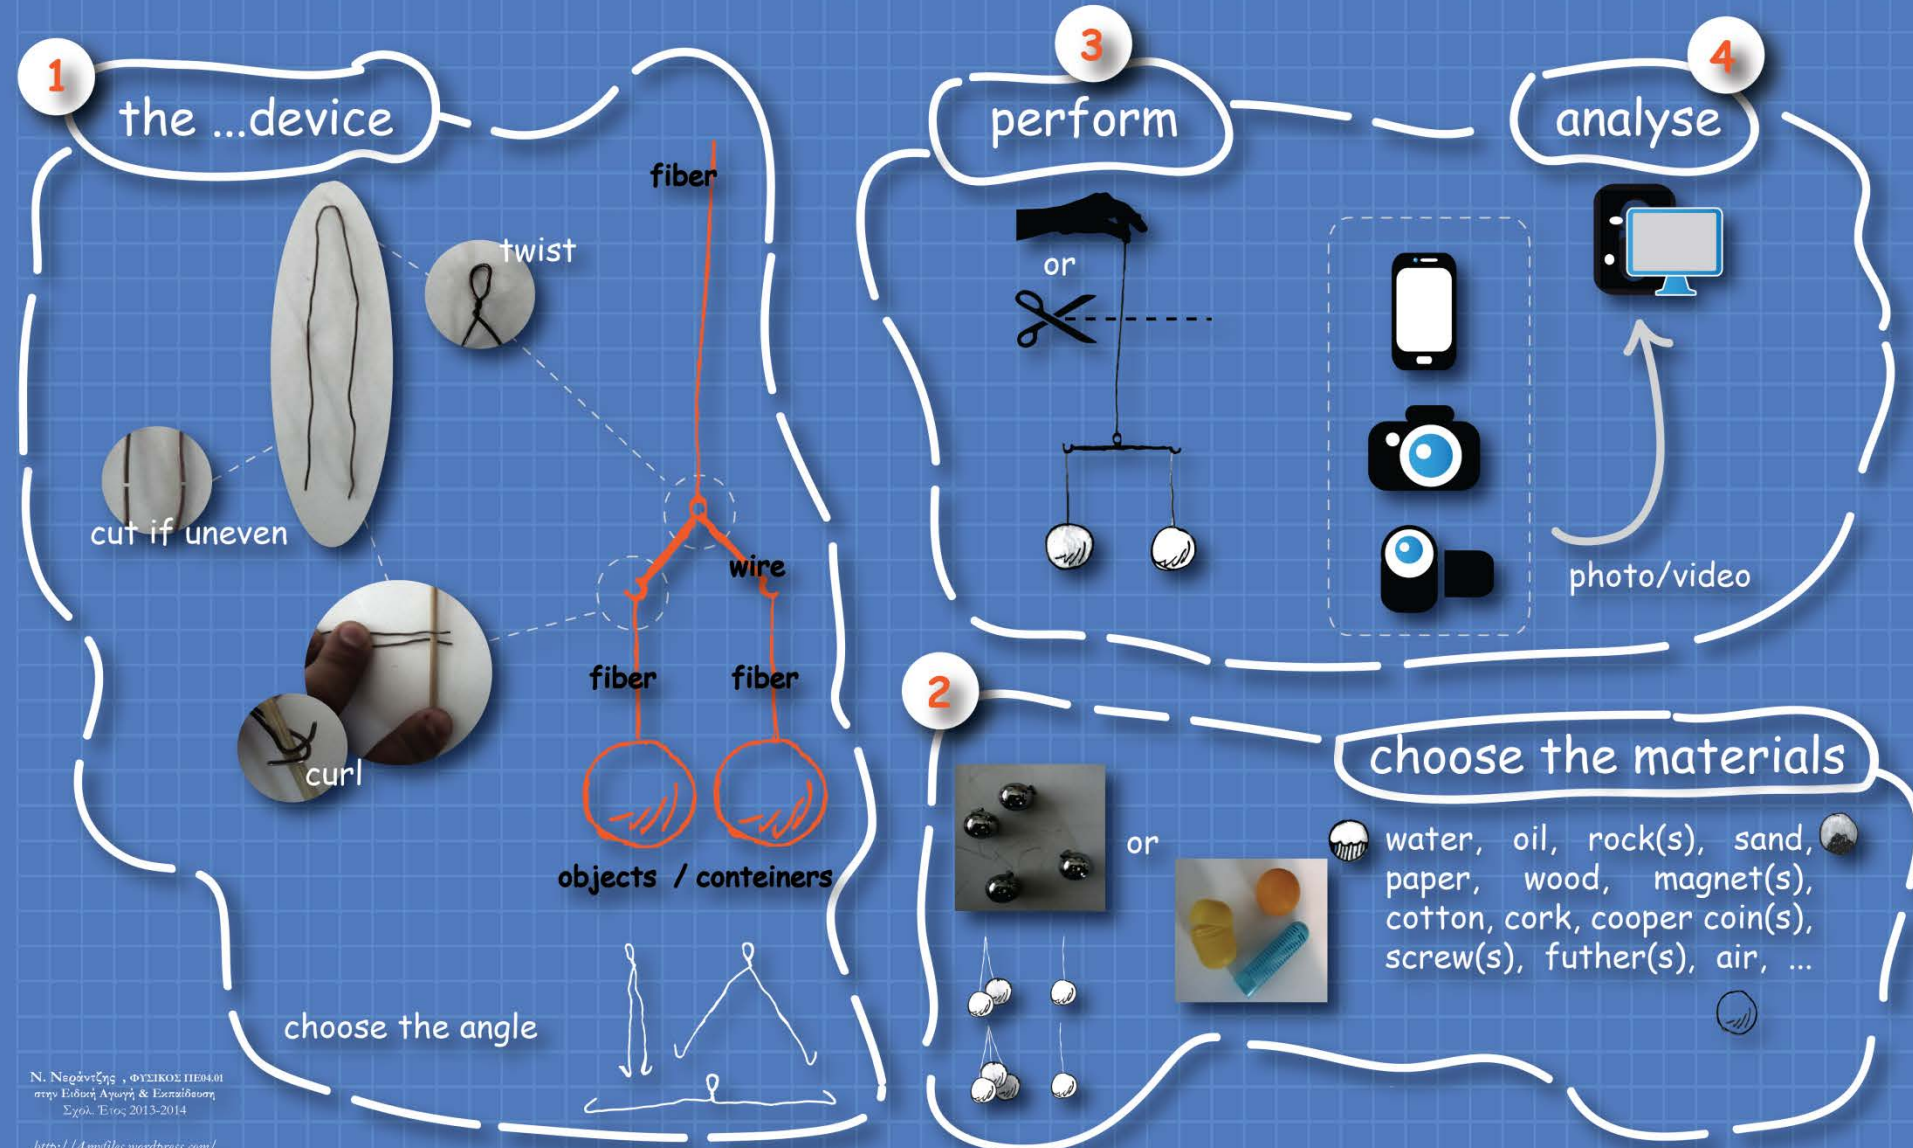 1
the ...device
fiber
twist
cut if uneven
wire
fiber
fiber
curl
objects / conteiners
choose the angle
Ν. Νεράντζης , ΦΥΣΙΚΟΣ ΠΕ04.01
στην Ειδική Αγωγή & Εκπαίδευση
Σχολ. Έτος 2013-2014
2
choose the materials
or
water, oil, rock(s), sand,
paper, wood, magnet(s),
cotton, cork, cooper coin(s),
screw(s), futher(s), air, ...
3
perform
or
photo/video
4
analyse